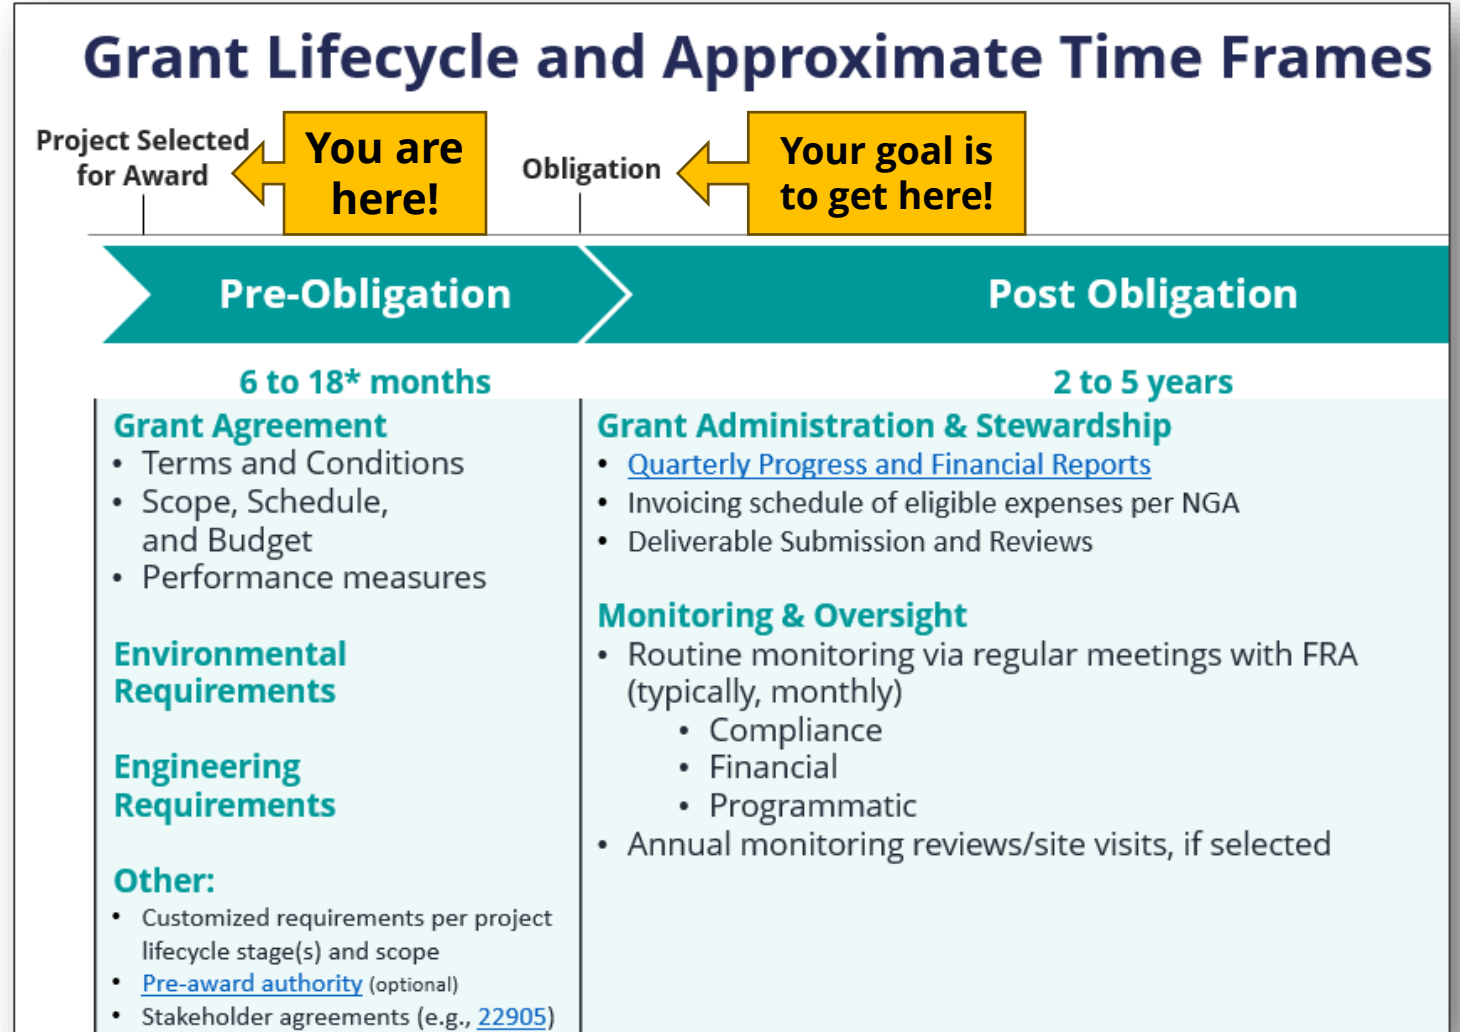 Grant Lifecycle and Approximate Time Frames
Project Selected
for Award
You are
here!
Obligation
Your goal is
to get here!
Pre-Obligation
Post Obligation
6 to 18* months
2 to 5 years
Grant Agreement
• Terms and Conditions
• Scope, Schedule,
and Budget
• Performance measures
Environmental
Requirements
Engineering
Requirements
Other:
• Customized requirements per project
lifecycle stage(s) and scope
• Pre-award authority (optional)
• Stakeholder agreements (e.g., 22905)
Grant Administration & Stewardship
• Quarterly Progress and Financial Reports
• Invoicing schedule of eligible expenses per NGA
• Deliverable Submission and Reviews
Monitoring & Oversight
• Routine monitoring via regular meetings with FRA
(typically, monthly)
• Compliance
• Financial
• Programmatic
• Annual monitoring reviews/site visits, if selected